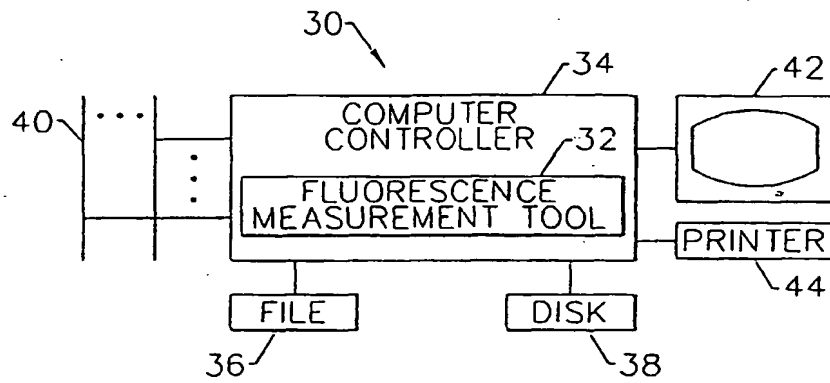 30
34
42
40
COMPUTER
CONTROLLER
32
FLUORESCENCE
MEASUREMENT TOOL
PRINTER
44
FILE
DISK
36
38